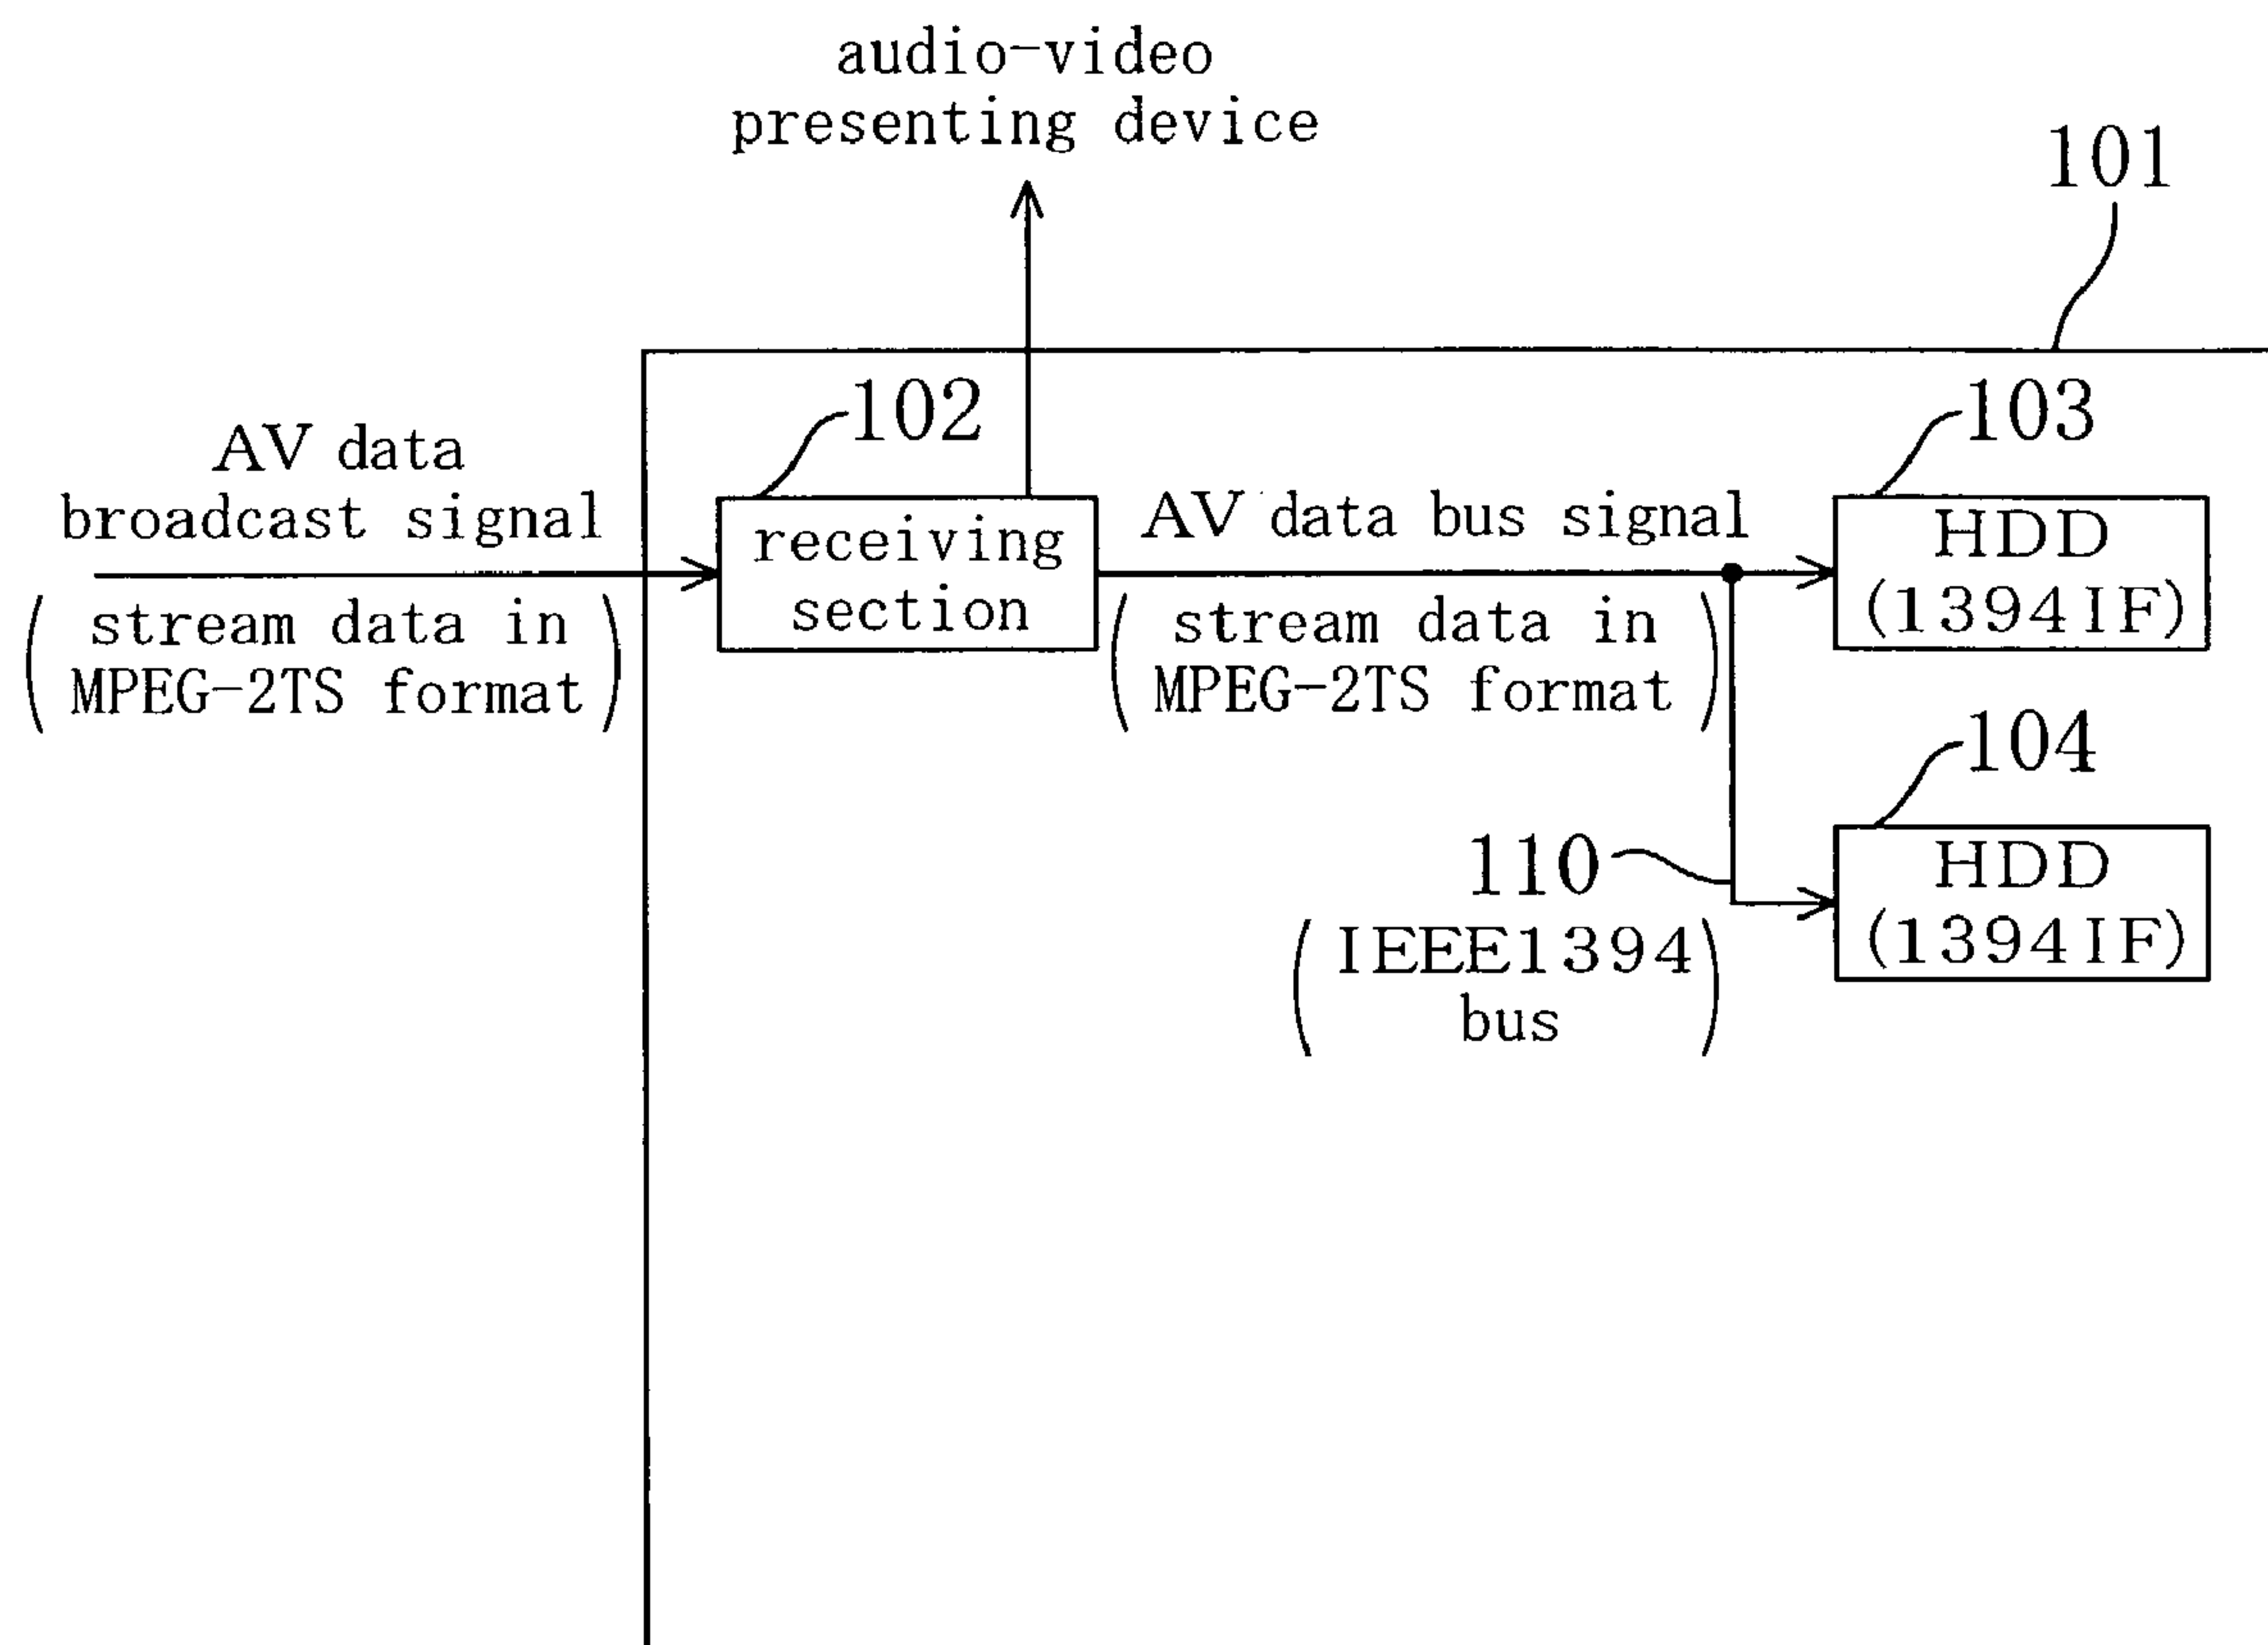 audio-video
presenting device
101
102
103
AV data
broadcast signal
(stream data in
MPEG-2TS format)
receiving
section
AV data bus signal
(stream data in
MPEG-2TS format)
HDD
(1394IF)
104
110
(IEEE1394
bus)
HDD
(1394IF)